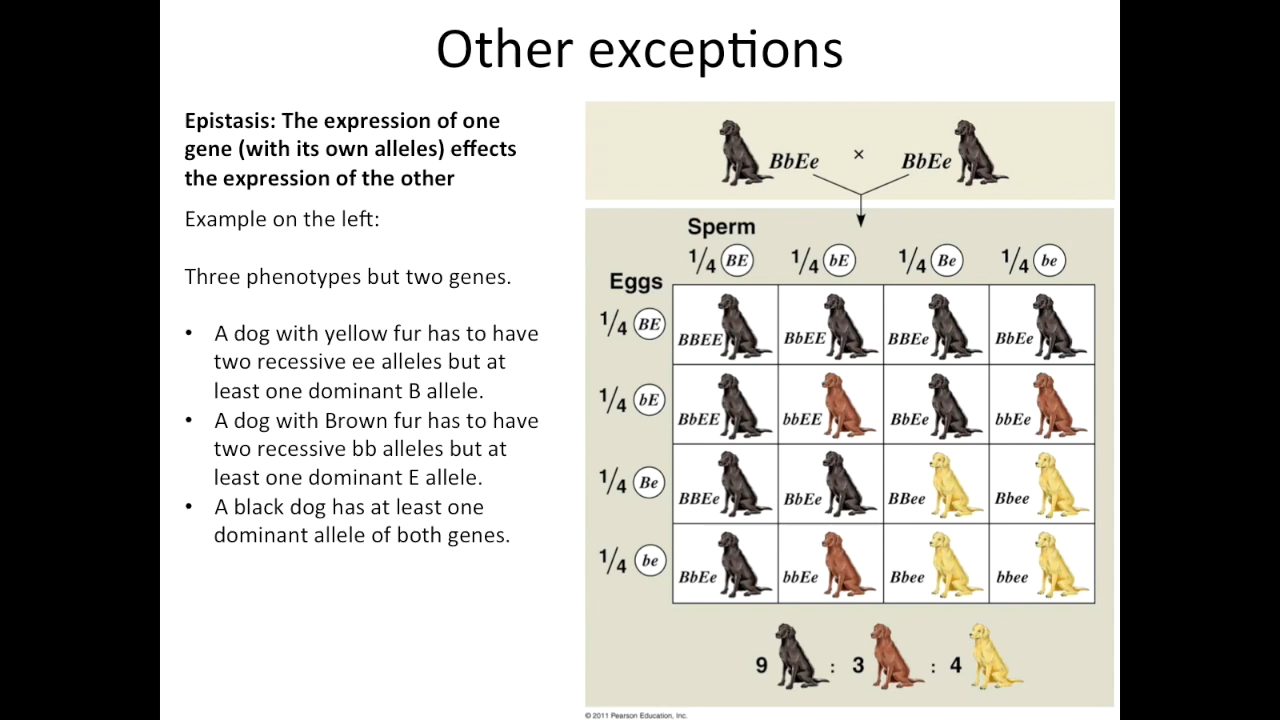 Other exceptions
Epistasis: The expression of one
gene (with its own alleles) effects
the expression of the other
Example on the left:
Three phenotypes but two genes.
• A dog with yellow fur has to have
two recessive ee alleles but at
least one dominant B allele.
• A dog with Brown fur has to have
two recessive bb alleles but at
least one dominant E allele.
• A black dog has at least one
dominant allele of both genes.
BbEe × BbEe
Sperm
1/4 BE 1/4 bE 1/4 Be 1/4 be
Eggs
1/4 BE BBEE BbEE BBEe BbEe
1/4 bE BbEE bbEE BbEe bbEe
1/4 Be BBEe BbEe BBee Bbee
1/4 be BbEe bbEe Bbee bbee
9 : 3 : 4
© 2011 Pearson Education, Inc.